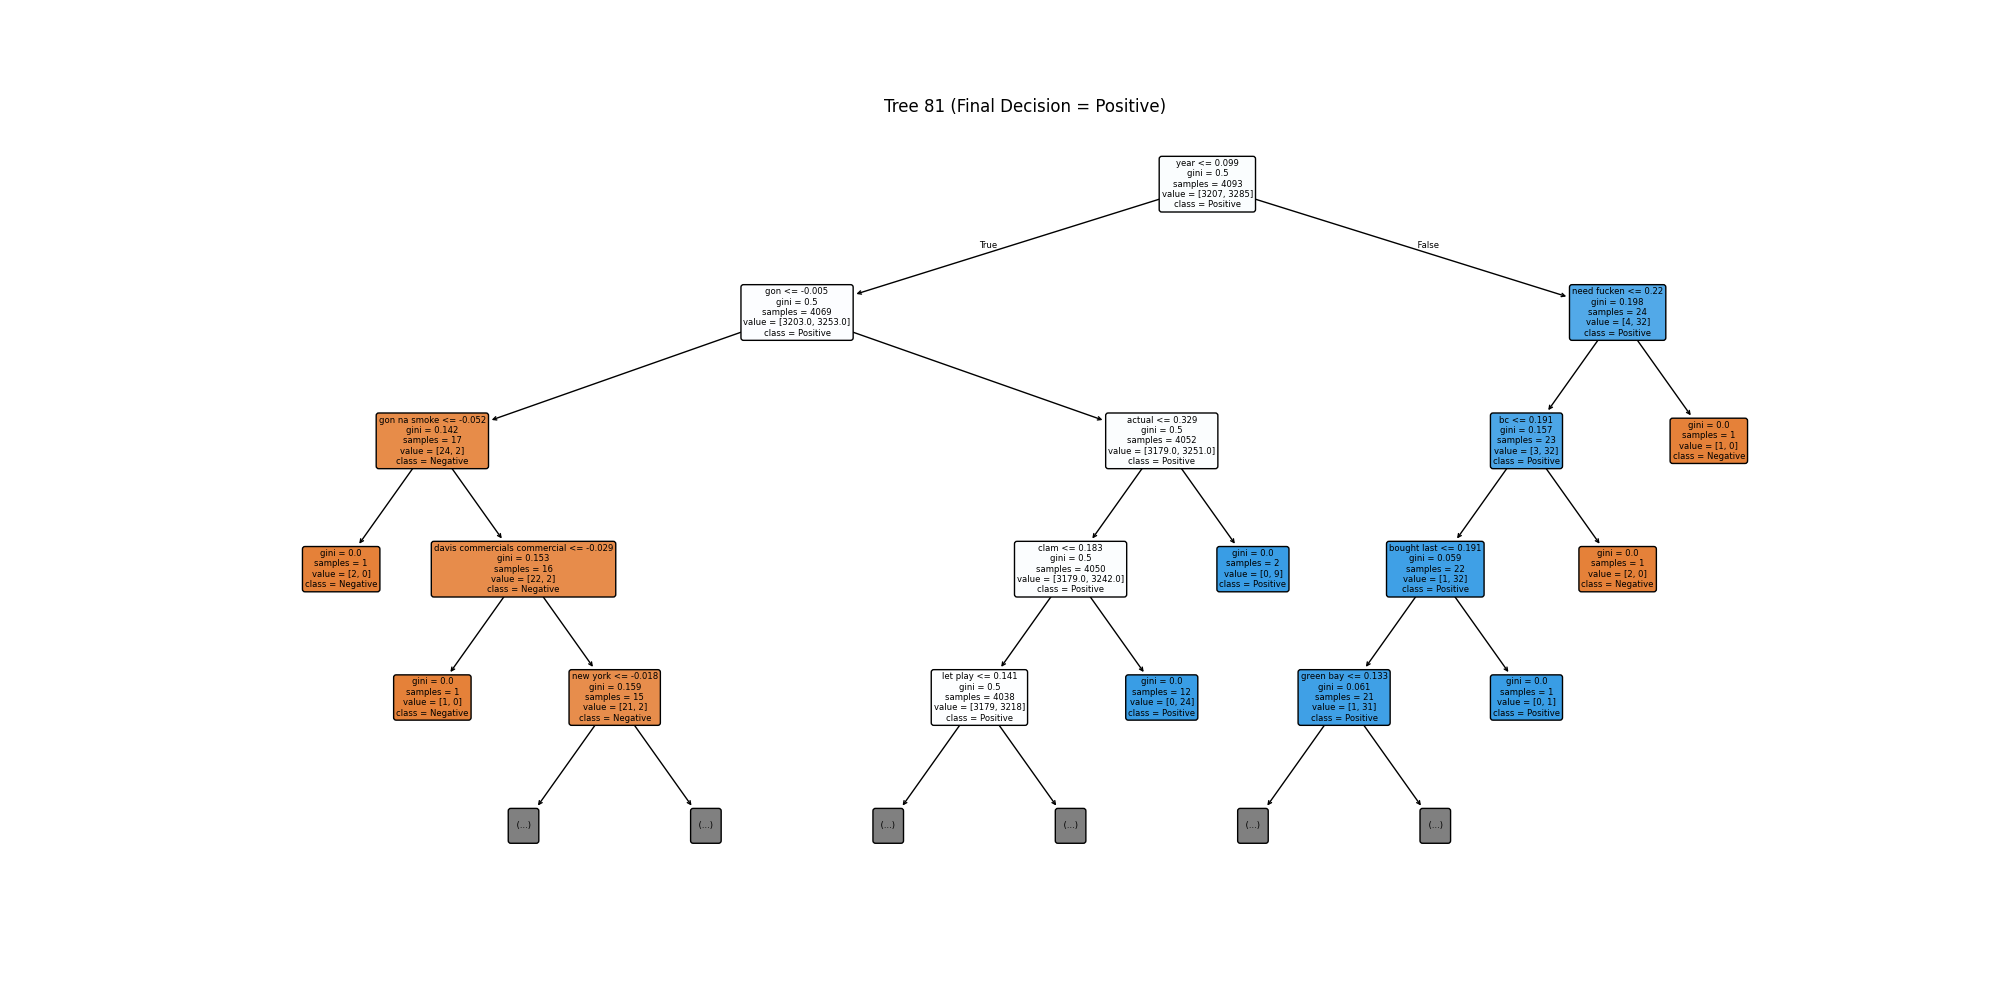 Tree 81 (Final Decision = Positive)
year <= 0.099
gini = 0.5
samples = 4093
value = [3207, 3285]
class = Positive
True
False
gon <= -0.005
gini = 0.5
samples = 4069
value = [3203.0, 3253.0]
class = Positive
need fucken <= 0.22
gini = 0.198
samples = 24
value = [4, 32]
class = Positive
gon na smoke <= -0.052
gini = 0.142
samples = 17
value = [24, 2]
class = Negative
actual <= 0.329
gini = 0.5
samples = 4052
value = [3179.0, 3251.0]
class = Positive
bc <= 0.191
gini = 0.157
samples = 23
value = [3, 32]
class = Positive
gini = 0.0
samples = 1
value = [1, 0]
class = Negative
gini = 0.0
samples = 1
value = [2, 0]
class = Negative
davis commercials commercial <= -0.029
gini = 0.153
samples = 16
value = [22, 2]
class = Negative
clam <= 0.183
gini = 0.5
samples = 4050
value = [3179.0, 3242.0]
class = Positive
gini = 0.0
samples = 2
value = [0, 9]
class = Positive
bought last <= 0.191
gini = 0.059
samples = 22
value = [1, 32]
class = Positive
gini = 0.0
samples = 1
value = [2, 0]
class = Negative
gini = 0.0
samples = 1
value = [1, 0]
class = Negative
new york <= -0.018
gini = 0.159
samples = 15
value = [21, 2]
class = Negative
let play <= 0.141
gini = 0.5
samples = 4038
value = [3179, 3218]
class = Positive
gini = 0.0
samples = 12
value = [0, 24]
class = Positive
green bay <= 0.133
gini = 0.061
samples = 21
value = [1, 31]
class = Positive
gini = 0.0
samples = 1
value = [0, 1]
class = Positive
(...)
(...)
(...)
(...)
(...)
(...)